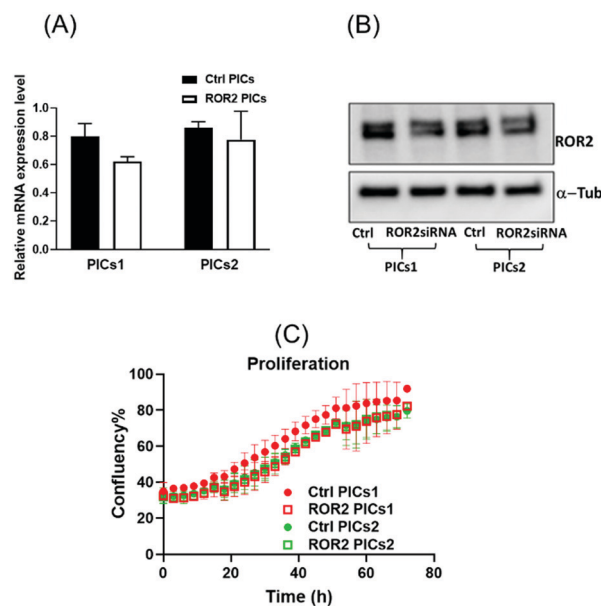 (A)
Ctrl PICs
ROR2 PICs
Relative mRNA expression level
1.0
0.8
0.6
0.4
0.2
0.0
PICs1 PICs2
(B)
ROR2
α-Tub
Ctrl ROR2siRNA Ctrl ROR2siRNA
PICs1 PICs2
(C)
Proliferation
Confluency%
100
80
60
40
20
0
Ctrl PICs1
ROR2 PICs1
Ctrl PICs2
ROR2 PICs2
0 20 40 60 80
Time (h)